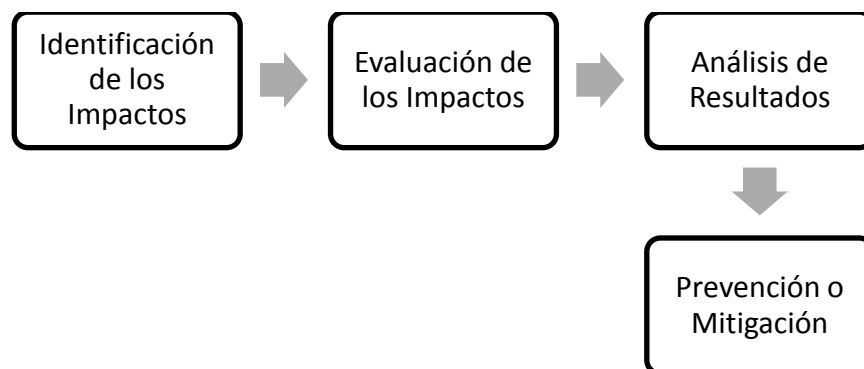 Identificación
de los
Impactos
Evaluación de
los Impactos
Análisis de
Resultados
Prevención o
Mitigación